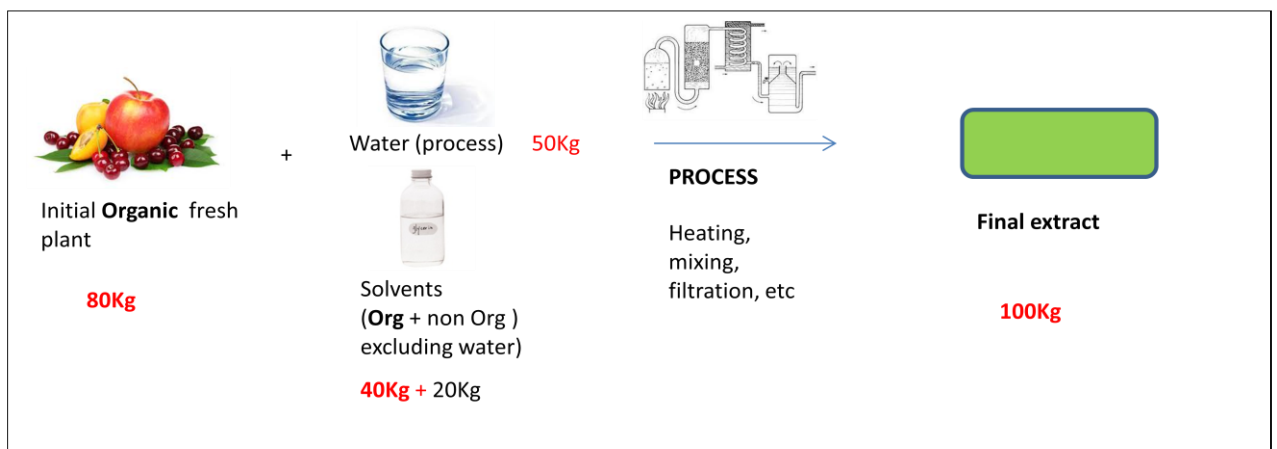 Water (process) 50Kg
+
Initial Organic fresh
plant
80Kg
Solvents
(Org + non Org )
excluding water)
40Kg + 20Kg
PROCESS
Heating,
mixing,
filtration, etc
Final extract
100Kg